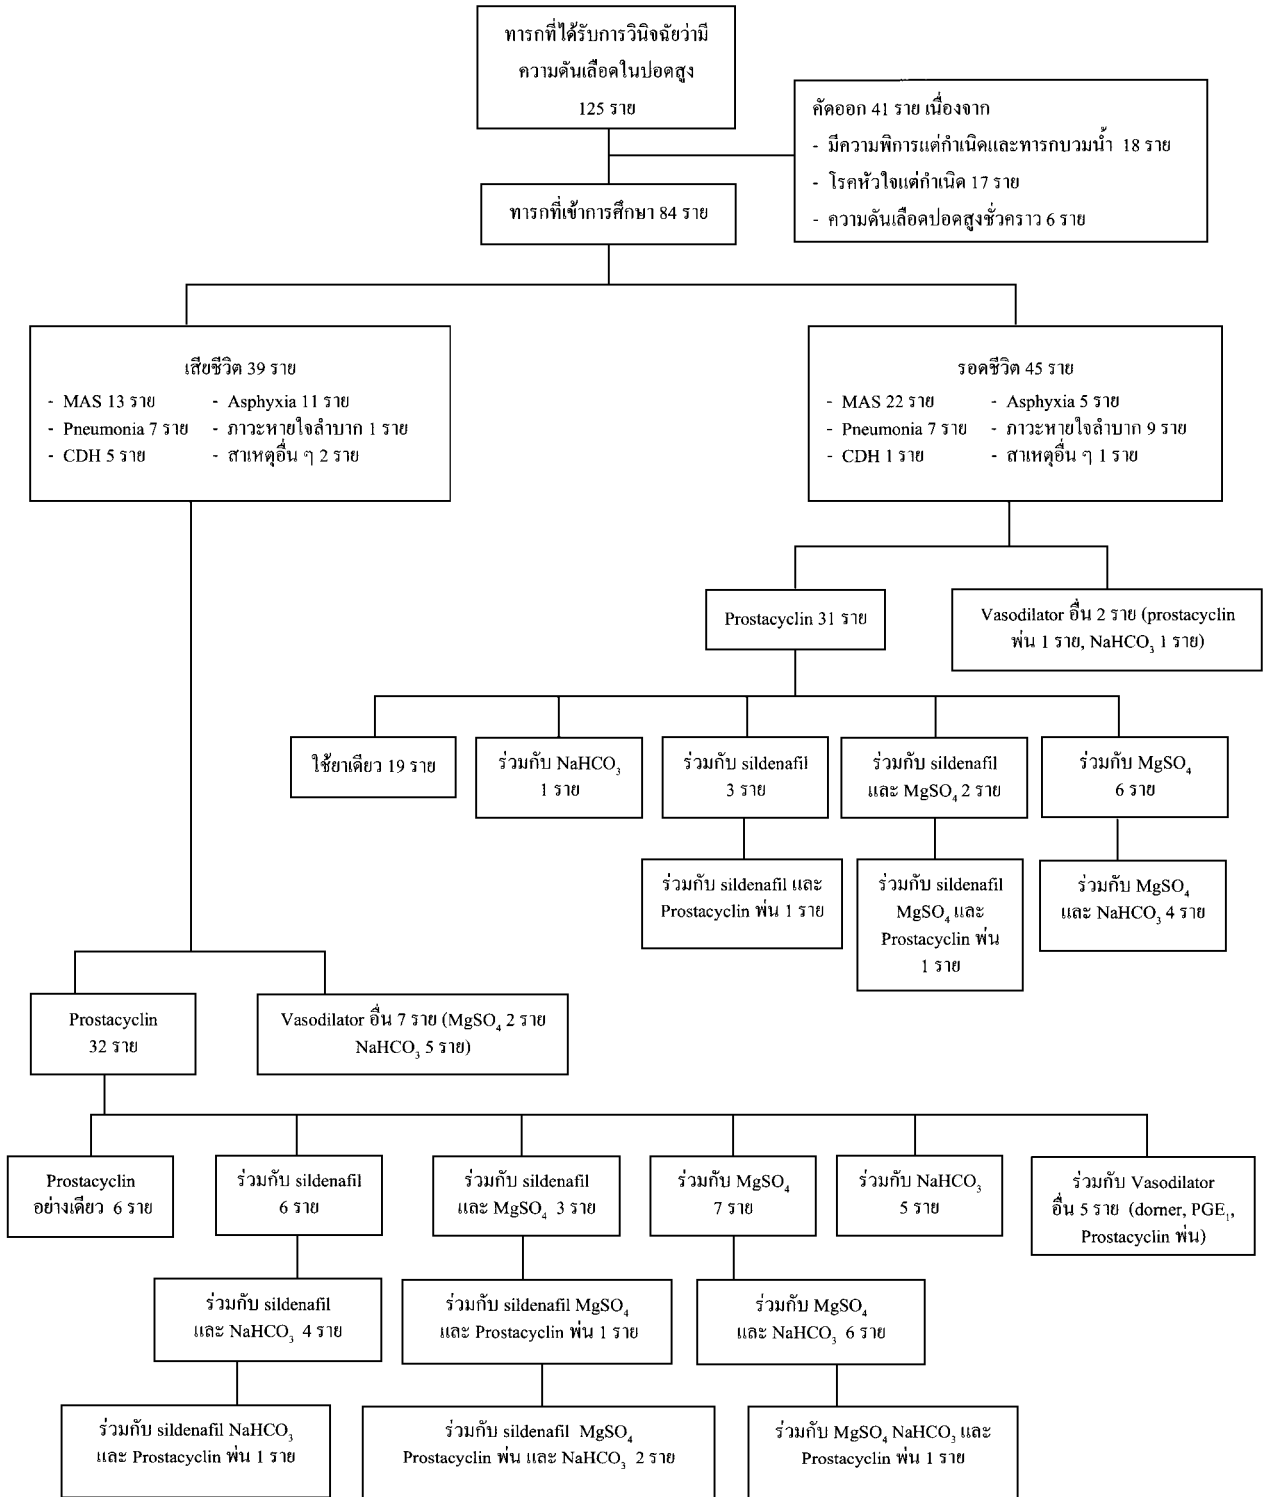 ทารกที่ได้รับการวินิจฉัยว่ามี
ความดันเลือดในปอดสูง
125 ราย
คัดออก 41 ราย เนื่องจาก
- มีความพิการแต่กำเนิดและทารกบวมน้ำ 18 ราย
- โรคหัวใจแต่กำเนิด 17 ราย
- ความดันเลือดปอดสูงชั่วคราว 6 ราย
ทารกที่เข้าการศึกษา 84 ราย
เสียชีวิต 39 ราย
- MAS 13 ราย - Asphyxia 11 ราย
- Pneumonia 7 ราย - ภาวะหายใจลำบาก 1 ราย
- CDH 5 ราย - สาเหตุอื่น ๆ 2 ราย
รอดชีวิต 45 ราย
- MAS 22 ราย - Asphyxia 5 ราย
- Pneumonia 7 ราย - ภาวะหายใจลำบาก 9 ราย
- CDH 1 ราย - สาเหตุอื่น ๆ 1 ราย
Prostacyclin 31 ราย
Vasodilator อื่น 2 ราย (prostacyclin
พ่น 1 ราย, NaHCO₃ 1 ราย)
ใช้ยาเดียว 19 ราย
ร่วมกับ NaHCO₃
1 ราย
ร่วมกับ sildenafil
3 ราย
ร่วมกับ sildenafil
และ MgSO₄ 2 ราย
ร่วมกับ MgSO₄
6 ราย
ร่วมกับ sildenafil และ
Prostacyclin พ่น 1 ราย
ร่วมกับ sildenafil
MgSO₄ และ
Prostacyclin พ่น
1 ราย
ร่วมกับ MgSO₄
และ NaHCO₃ 4 ราย
Prostacyclin
32 ราย
Vasodilator อื่น 7 ราย (MgSO₄ 2 ราย
NaHCO₃ 5 ราย)
Prostacyclin
อย่างเดียว 6 ราย
ร่วมกับ sildenafil
6 ราย
ร่วมกับ sildenafil
และ MgSO₄ 3 ราย
ร่วมกับ MgSO₄
7 ราย
ร่วมกับ NaHCO₃
5 ราย
ร่วมกับ Vasodilator
อื่น 5 ราย (dorner, PGE₁,
Prostacyclin พ่น)
ร่วมกับ sildenafil
และ NaHCO₃ 4 ราย
ร่วมกับ sildenafil MgSO₄
และ Prostacyclin พ่น 1 ราย
ร่วมกับ MgSO₄
และ NaHCO₃ 6 ราย
ร่วมกับ sildenafil NaHCO₃
และ Prostacyclin พ่น 1 ราย
ร่วมกับ sildenafil MgSO₄
Prostacyclin พ่น และ NaHCO₃ 2 ราย
ร่วมกับ MgSO₄ NaHCO₃ และ
Prostacyclin พ่น 1 ราย